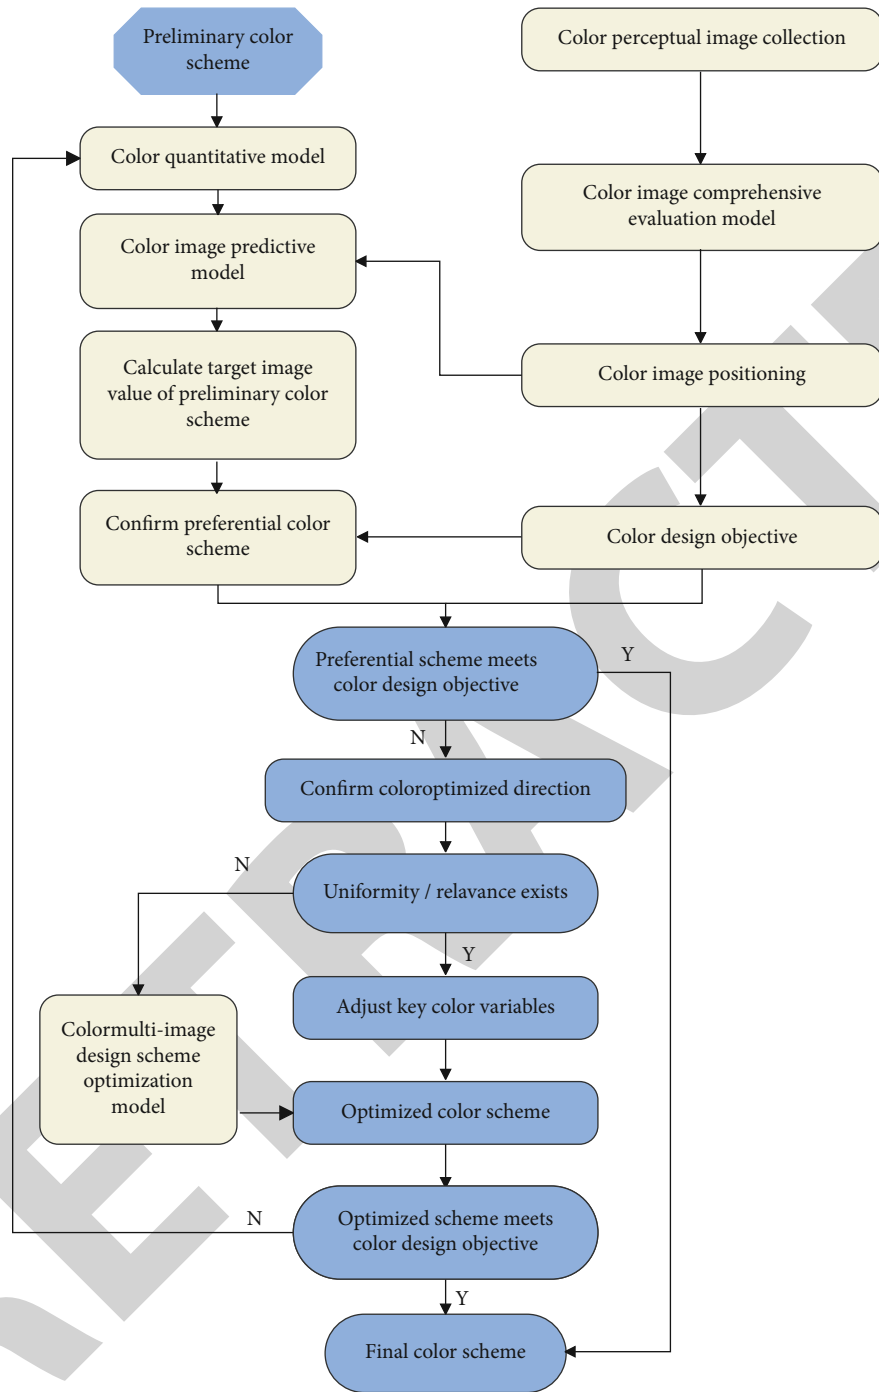 Preliminary color
scheme
Color perceptual image collection
Color quantitative model
Color image comprehensive
evaluation model
Color image predictive
model
Calculate target image
value of preliminary color
scheme
Color image positioning
Confirm preferential color
scheme
Color design objective
Preferential scheme meets
color design objective
Y
N
Confirm coloroptimized direction
N
Uniformity / relavance exists
Y
Adjust key color variables
Colormulti-image
design scheme
optimization
model
Optimized color scheme
N
Optimized scheme meets
color design objective
Y
Final color scheme
RETRACTE